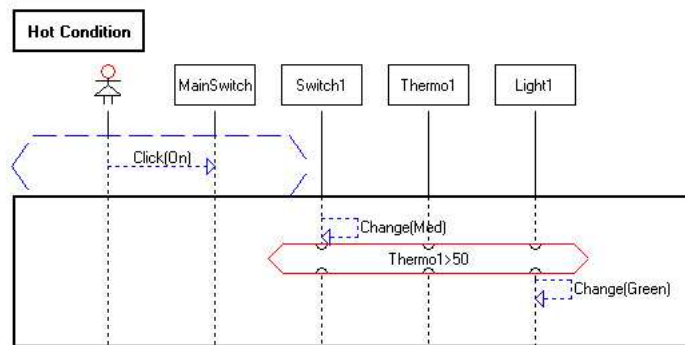 Hot Condition
MainSwitch
Switch1
Thermo1
Light1
Click(On)
Change(Med)
Thermo1>50
Change(Green)